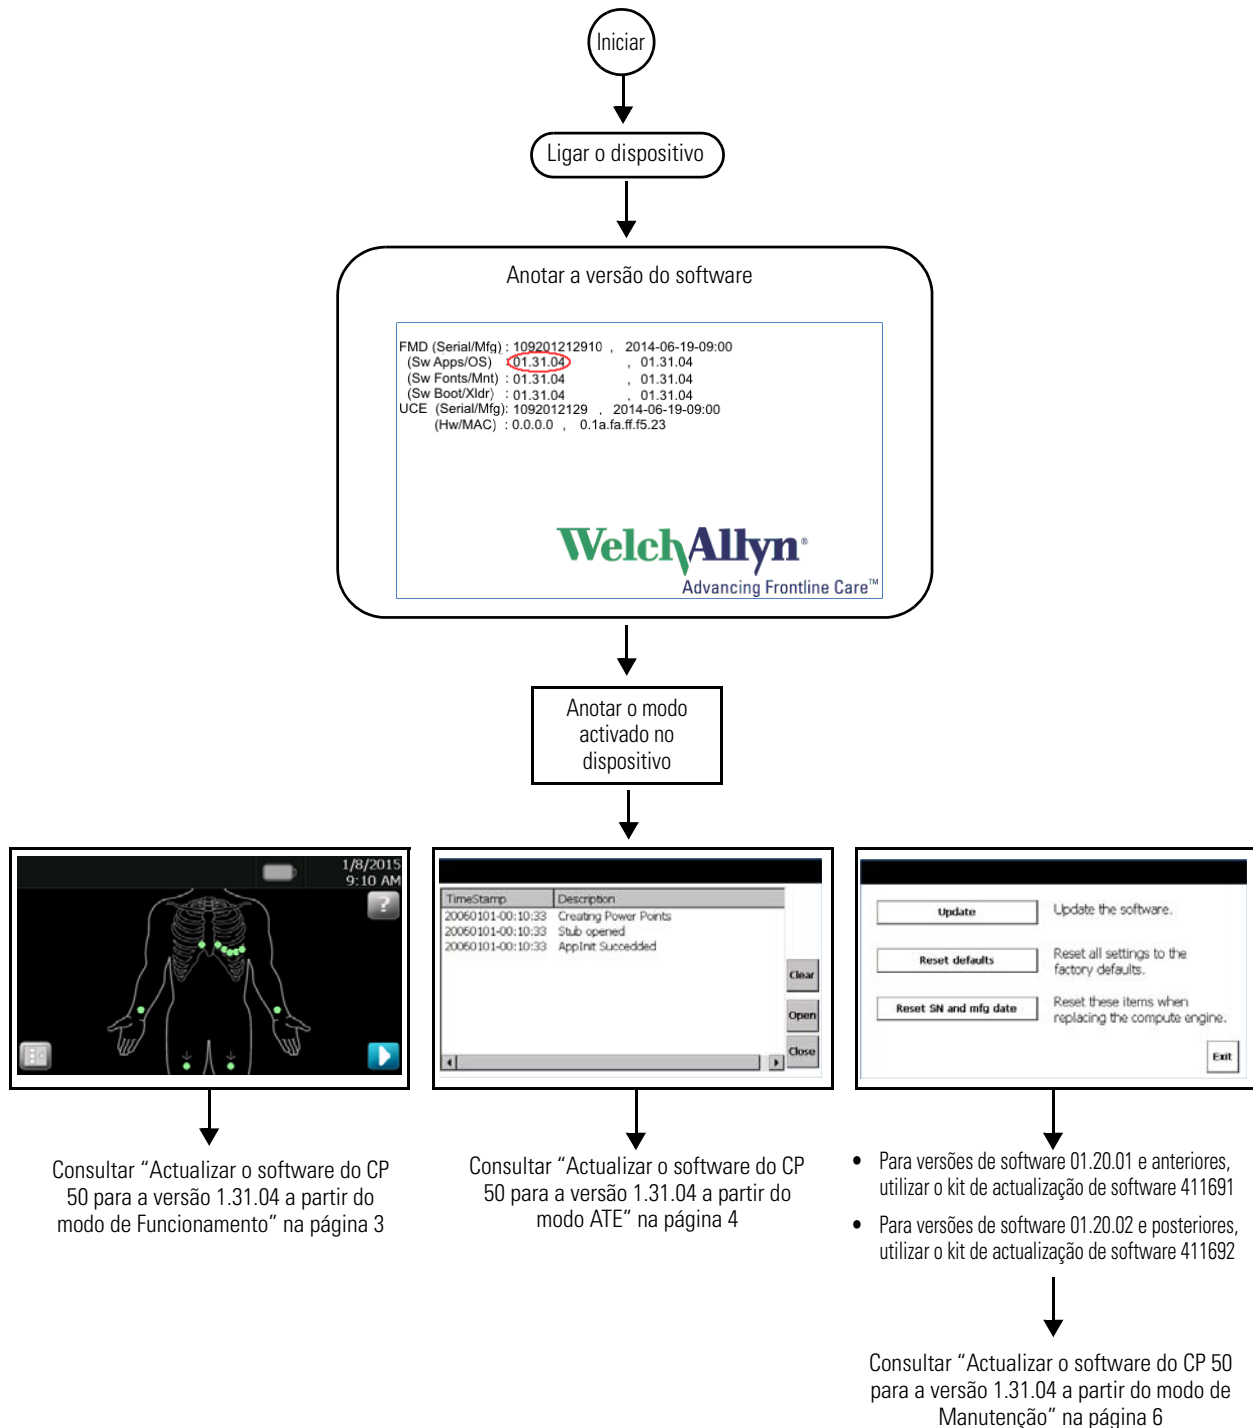 Iniciar
Ligar o dispositivo
Anotar a versão do software
FMD (Serial/Mfg) : 109201212910 , 2014-06-19-09:00
(Sw Apps/OS) : 01.31.04 , 01.31.04
(Sw Fonts/Mnt) : 01.31.04 , 01.31.04
(Sw Boot/Xldr) : 01.31.04 . 01.31.04
UCE (Serial/Mfg): 1092012129 , 2014-06-19-09:00
(Hw/MAC) : 0.0.0.0 , 0.1a.fa.ff.f5.23
WelchAllyn®
Advancing Frontline Care™
Anotar o modo
activado no
dispositivo
1/8/2015
9:10 AM
?
Consultar “Actualizar o software do CP
50 para a versão 1.31.04 a partir do
modo de Funcionamento” na página 3
TimeStamp Description
20060101-00:10:33 Creating Power Points
20060101-00:10:33 Stub opened
20060101-00:10:33 AppInit Succedded
Clear
Open
Close
Consultar “Actualizar o software do CP
50 para a versão 1.31.04 a partir do
modo ATE” na página 4
Update Update the software.
Reset defaults Reset all settings to the
factory defaults.
Reset SN and mfg date Reset these items when
replacing the compute engine.
Exit
• Para versões de software 01.20.01 e anteriores,
utilizar o kit de actualização de software 411691
• Para versões de software 01.20.02 e posteriores,
utilizar o kit de actualização de software 411692
Consultar “Actualizar o software do CP 50
para a versão 1.31.04 a partir do modo de
Manutenção” na página 6